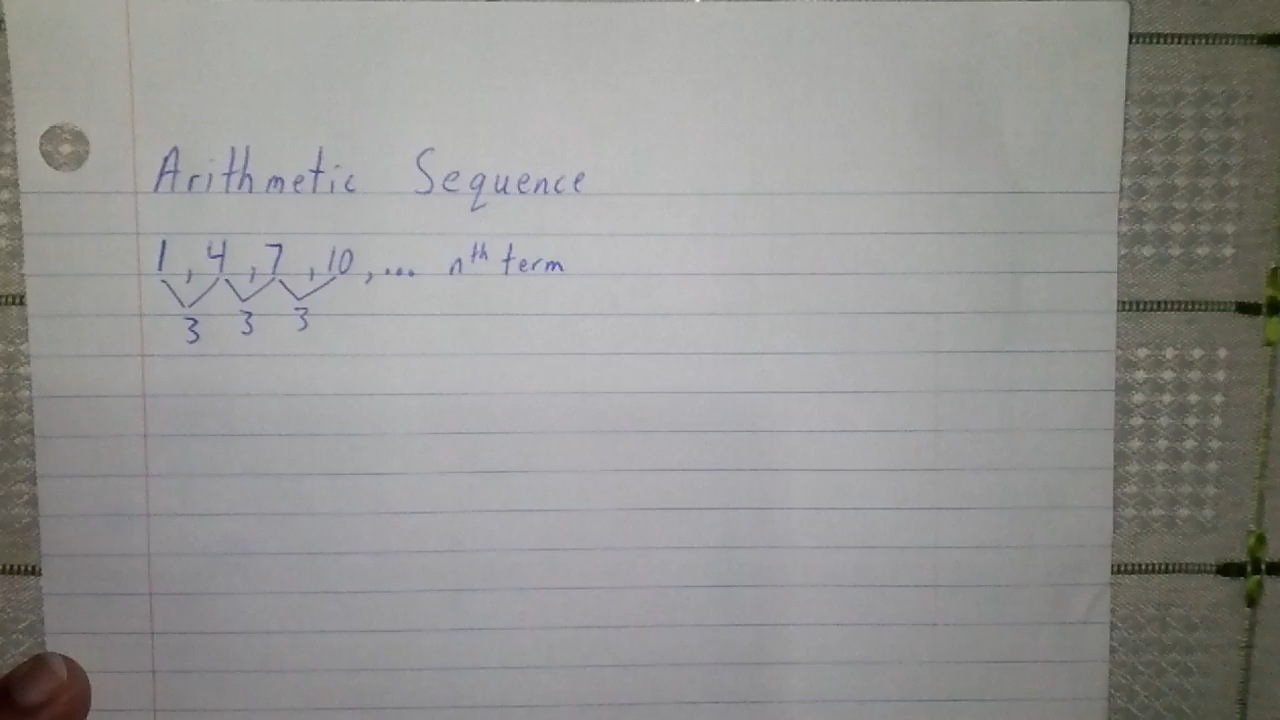 Arithmetic Sequence
1, 4, 7, 10, ... nth term
3 3 3